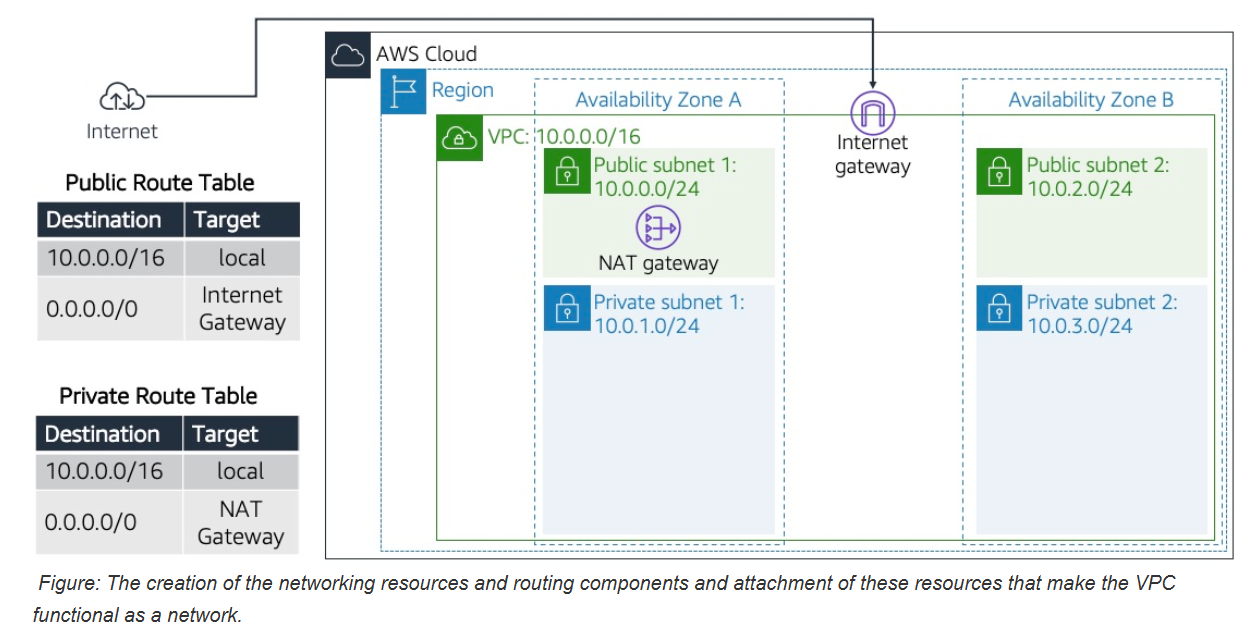 AWS Cloud
Region
Availability Zone A
Availability Zone B
Internet
VPC: 10.0.0.0/16
Internet
gateway
Public subnet 1:
10.0.0.0/24
NAT gateway
Public subnet 2:
10.0.2.0/24
Private subnet 1:
10.0.1.0/24
Private subnet 2:
10.0.3.0/24
Public Route Table
Destination Target
10.0.0.0/16 local
0.0.0.0/0 Internet
Gateway
Private Route Table
Destination Target
10.0.0.0/16 local
0.0.0.0/0 NAT
Gateway
Figure: The creation of the networking resources and routing components and attachment of these resources that make the VPC
functional as a network.